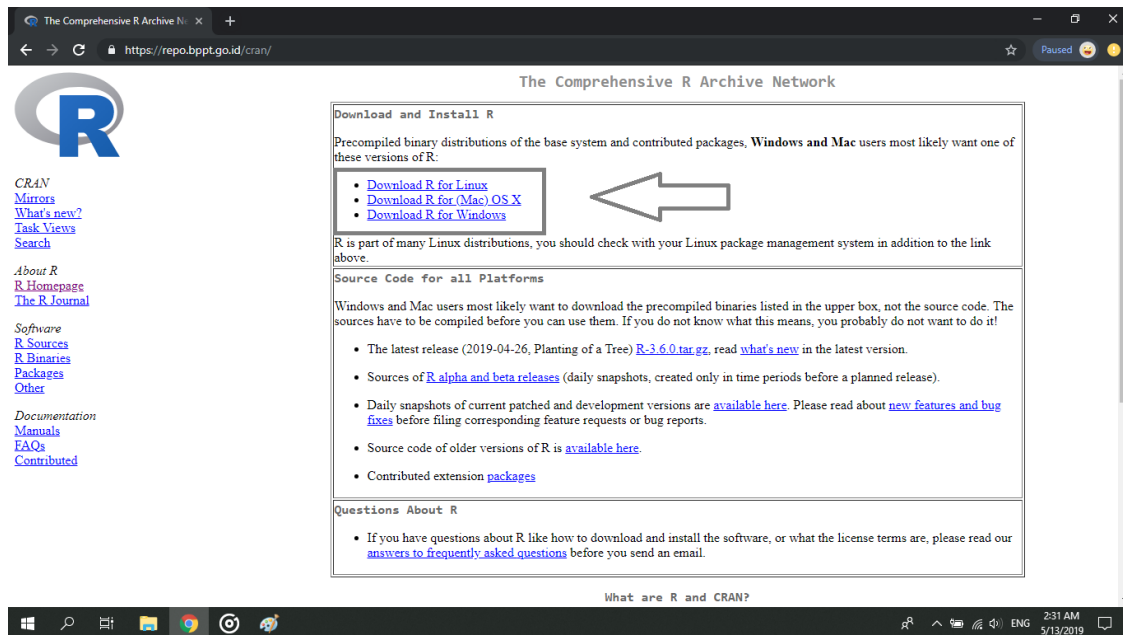 The Comprehensive R Archive Ne
https://repo.bppt.go.id/cran/
Paused
R
CRAN
Mirrors
What's new?
Task Views
Search
About R
R Homepage
The R Journal
Software
R Sources
R Binaries
Packages
Other
Documentation
Manuals
FAQs
Contributed
The Comprehensive R Archive Network
Download and Install R
Precompiled binary distributions of the base system and contributed packages, Windows and Mac users most likely want one of
these versions of R:
• Download R for Linux
• Download R for (Mac) OS X
• Download R for Windows
R is part of many Linux distributions, you should check with your Linux package management system in addition to the link
above.
Source Code for all Platforms
Windows and Mac users most likely want to download the precompiled binaries listed in the upper box, not the source code. The
sources have to be compiled before you can use them. If you do not know what this means, you probably do not want to do it!
• The latest release (2019-04-26, Planting of a Tree) R-3.6.0.tar.gz, read what's new in the latest version.
• Sources of R alpha and beta releases (daily snapshots, created only in time periods before a planned release).
• Daily snapshots of current patched and development versions are available here. Please read about new features and bug
fixes before filing corresponding feature requests or bug reports.
• Source code of older versions of R is available here.
• Contributed extension packages
Questions About R
• If you have questions about R like how to download and install the software, or what the license terms are, please read our
answers to frequently asked questions before you send an email.
What are R and CRAN?
ENG
2:31 AM
5/13/2019